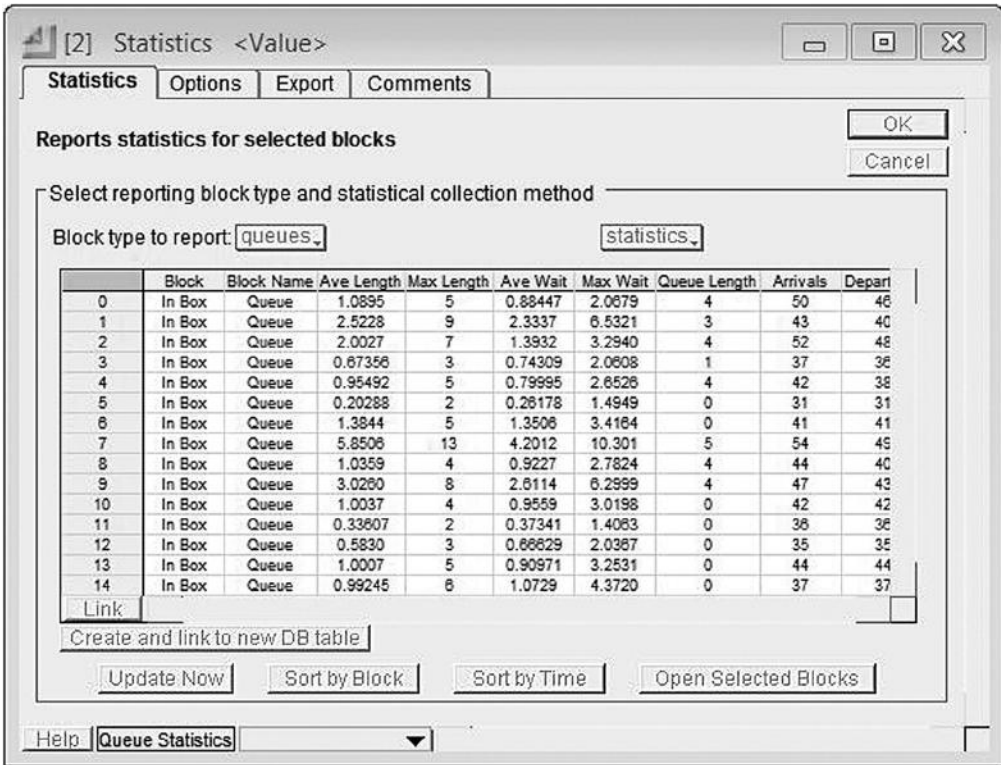 [2] Statistics <Value>
Statistics Options Export Comments
OK
Reports statistics for selected blocks
Cancel
Select reporting block type and statistical collection method
Block type to report: queues statistics
Block Block Name Ave Length Max Length Ave Wait Max Wait Queue Length Arrivals Depart
0 In Box Queue 1.0895 5 0.88447 2.0679 4 50 46
1 In Box Queue 2.5228 9 2.3337 6.5321 3 43 40
2 In Box Queue 2.0027 7 1.3932 3.2940 4 52 48
3 In Box Queue 0.67356 3 0.74309 2.0608 1 37 36
4 In Box Queue 0.95492 5 0.79995 2.6526 4 42 38
5 In Box Queue 0.20288 2 0.26178 1.4949 0 31 31
6 In Box Queue 1.3844 5 1.3506 3.4164 0 41 41
7 In Box Queue 5.8506 13 4.2012 10.301 5 54 49
8 In Box Queue 1.0359 4 0.9227 2.7824 4 44 40
9 In Box Queue 3.0260 8 2.6114 6.2999 4 47 43
10 In Box Queue 1.0037 4 0.9559 3.0198 0 42 42
11 In Box Queue 0.33607 2 0.37341 1.4063 0 36 36
12 In Box Queue 0.5830 3 0.66629 2.0367 0 35 35
13 In Box Queue 1.0007 5 0.90971 3.2531 0 44 44
14 In Box Queue 0.99245 6 1.0729 4.3720 0 37 37
Link
Create and link to new DB table
Update Now Sort by Block Sort by Time Open Selected Blocks
Help Queue Statistics